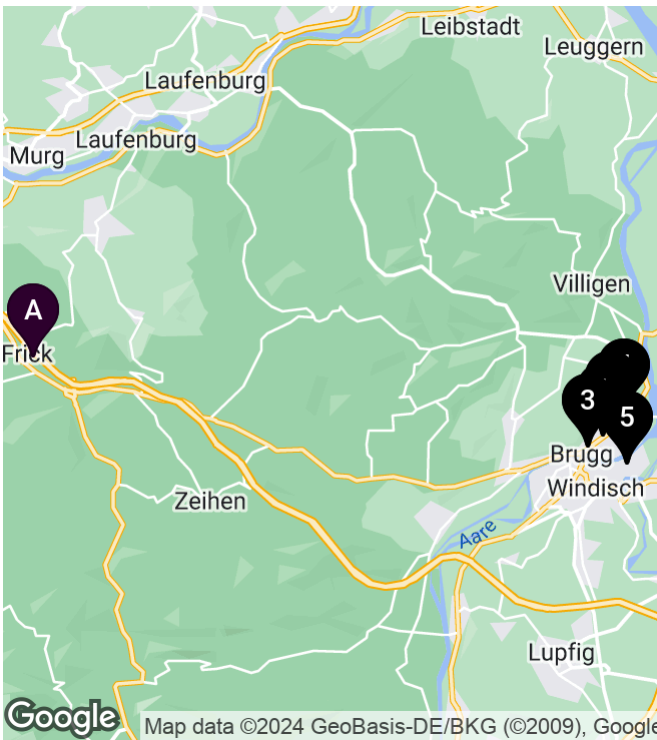 Leibstadt
Leuggern
Laufenburg
Laufenburg
Murg
Villigen
A
Frick
3
5
Brugg
Windisch
Zeihen
Aare
Lupfig
Google
Map data ©2024 GeoBasis-DE/BKG (©2009), Google